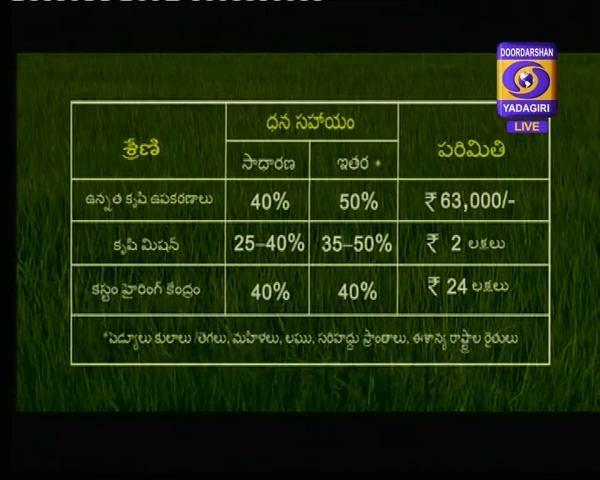 DOORDARSHAN
YADAGIRI
LIVE
శ్రేణి ధన సహాయం పరిమితి
సాధారణ ఇతర *
ఉన్నత కృషి ఉపకరణాలు 40% 50% ₹ 63,000/-
కృషి మిషన్ 25–40% 35–50% ₹ 2 లక్షలు
కస్టం హైరింగ్ కేంద్రం 40% 40% ₹ 24 లక్షలు
*షెడ్యూలు కులాలు /తెగలు, మహిళలు, లఘు, సరిహద్దు ప్రాంతాలు, ఈశాన్య రాష్ట్రాల రైతులు